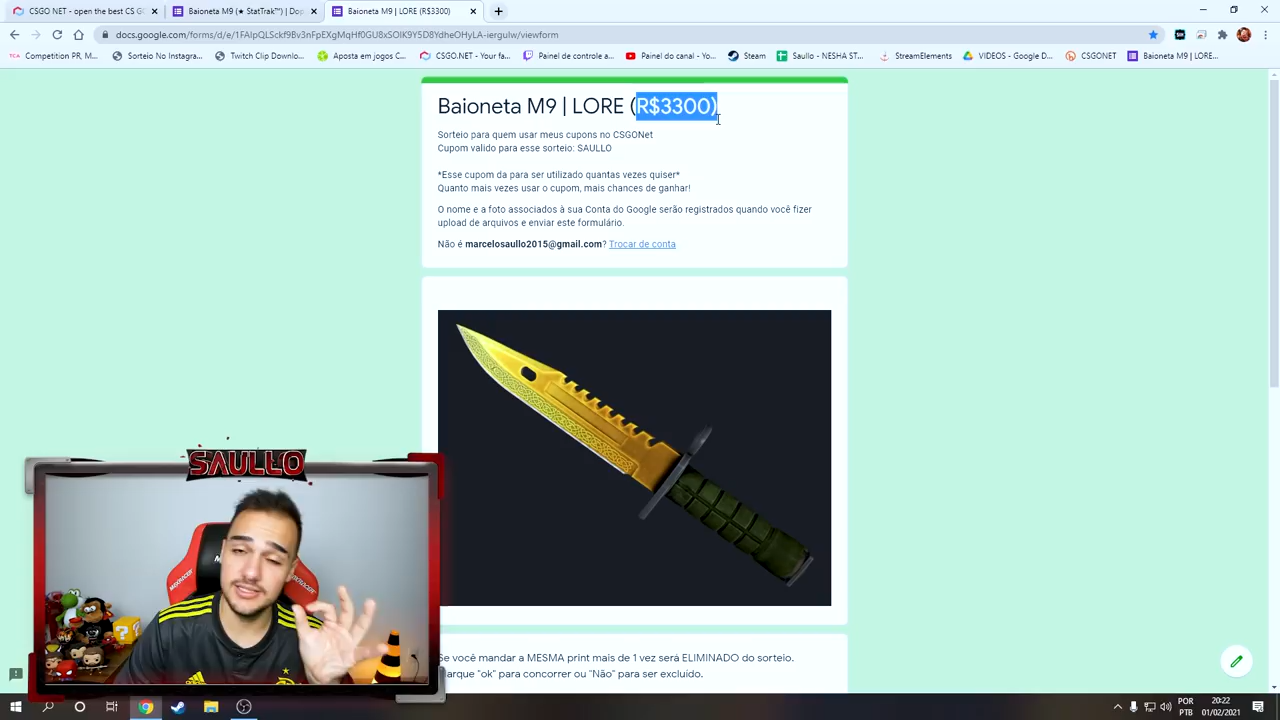 CSGO NET - open the best CS G
Baioneta M9 (★ StatTrak™) | Dop
Baioneta M9 | LORE (R$3300)
docs.google.com/forms/d/e/1FAIpQLSckf9Bv3nFpEXgMqHf0GU8xSOlK9Y5D8YdheOHyLA-iergulw/viewform
Competition PR, M...
Sorteio No Instagra...
Twitch Clip Downlo...
Aposta em jogos C...
CSGO.NET - Your fa...
Painel de controle a...
Painel do canal - Yo...
Steam
Saullo - NESHA ST...
StreamElements
VIDEOS - Google D...
CSGONET
Baioneta M9 | LORE...
Baioneta M9 | LORE (R$3300)
Sorteio para quem usar meus cupons no CSGONet
Cupom valido para esse sorteio: SAULLO
*Esse cupom da para ser utilizado quantas vezes quiser*
Quanto mais vezes usar o cupom, mais chances de ganhar!
O nome e a foto associados à sua Conta do Google serão registrados quando você fizer
upload de arquivos e enviar este formulário.
Não é marcelosaullo2015@gmail.com? Trocar de conta
SAULLO
Se você mandar a MESMA print mais de 1 vez será ELIMINADO do sorteio.
Marque "ok" para concorrer ou "Não" para ser excluido.
POR
PTB
20:22
01/02/2021